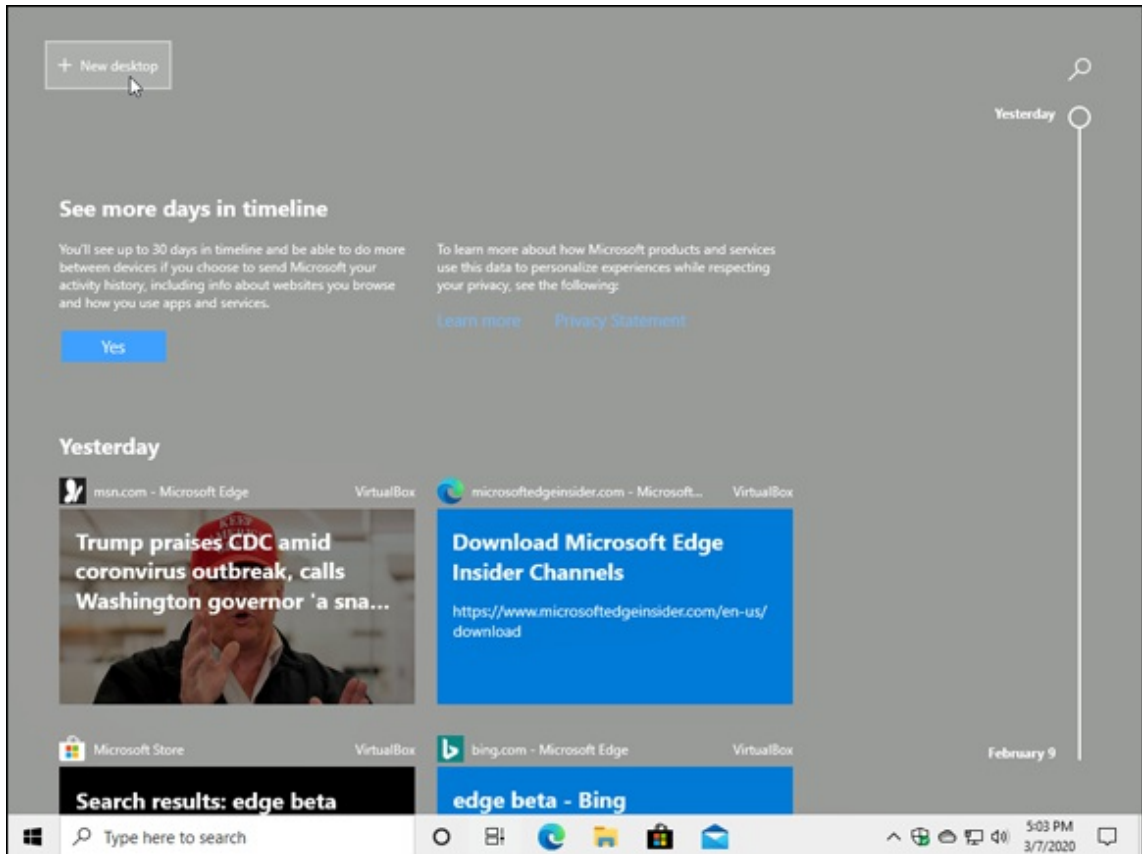 + New desktop
Yesterday
See more days in timeline
You'll see up to 30 days in timeline and be able to do more
between devices if you choose to send Microsoft your
activity history, including info about websites you browse
and how you use apps and services.
Yes
To learn more about how Microsoft products and services
use this data to personalize experiences while respecting
your privacy, see the following:
Learn more Privacy Statement
Yesterday
msn.com - Microsoft Edge VirtualBox
KEEP
Trump praises CDC amid
coronvirus outbreak, calls
Washington governor 'a sna...
microsoftedgeinsider.com - Microsoft... VirtualBox
Download Microsoft Edge
Insider Channels
https://www.microsoftedgeinsider.com/en-us/
download
Microsoft Store VirtualBox
Search results: edge beta
bing.com - Microsoft Edge VirtualBox
edge beta - Bing
February 9
Type here to search
5:03 PM
3/7/2020